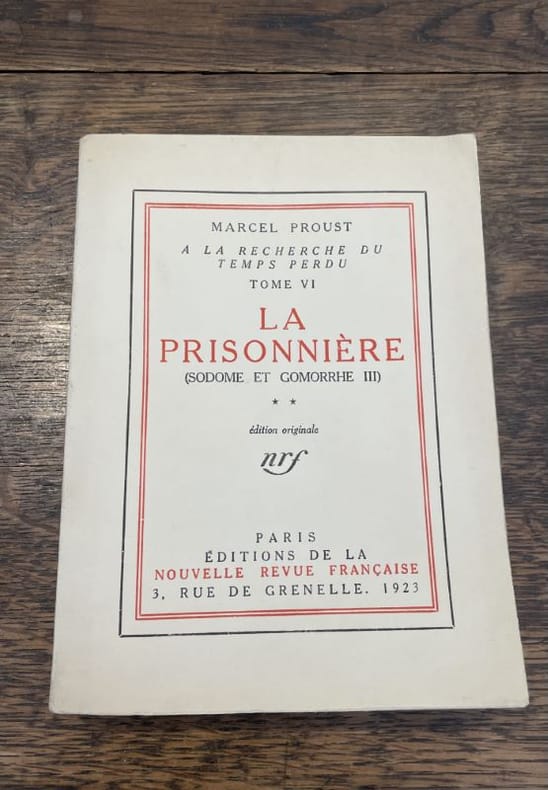 MARCEL PROUST
A LA RECHERCHE DU
TEMPS PERDU
TOME VI
LA
PRISONNIÈRE
(SODOME ET GOMORRHE III)
★ ★
édition originale
nrf
PARIS
ÉDITIONS DE LA
NOUVELLE REVUE FRANÇAISE
3, RUE DE GRENELLE. 1923